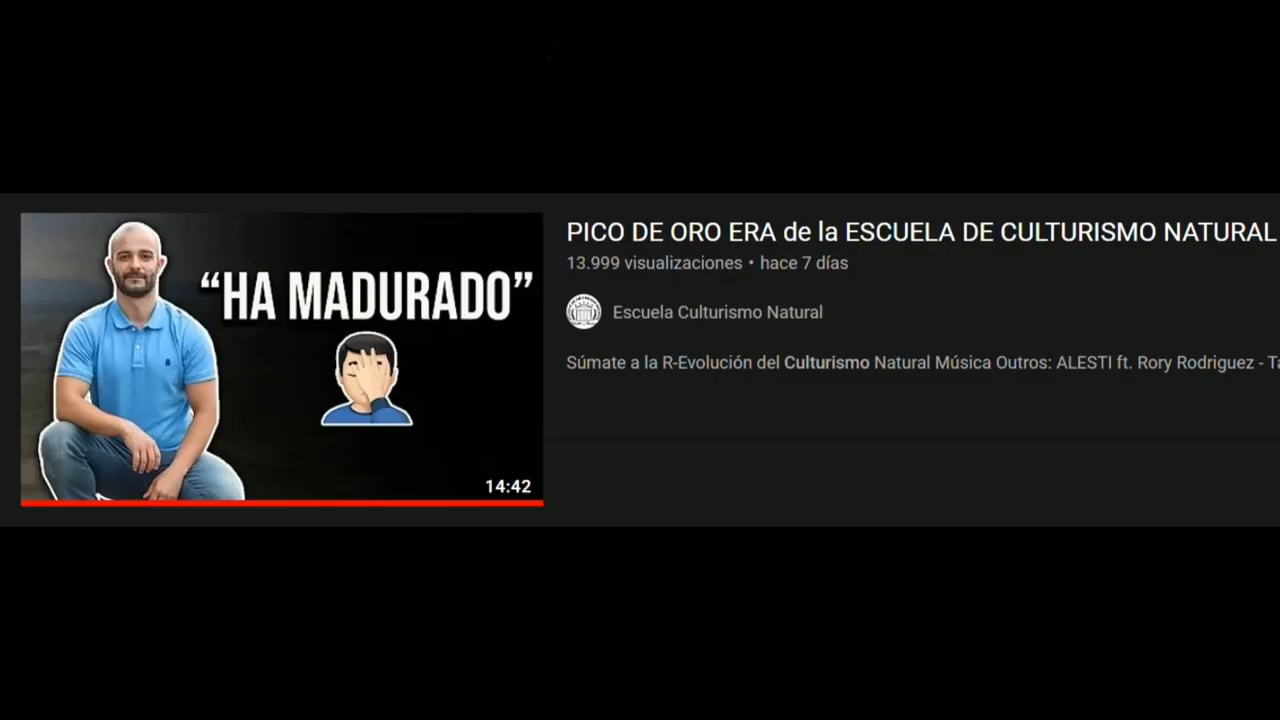 "HA MADURADO"
14:42
PICO DE ORO ERA de la ESCUELA DE CULTURISMO NATURAL
13.999 visualizaciones • hace 7 días
Escuela Culturismo Natural
Súmate a la R-Evolución del Culturismo Natural Música Outros: ALESTI ft. Rory Rodriguez -